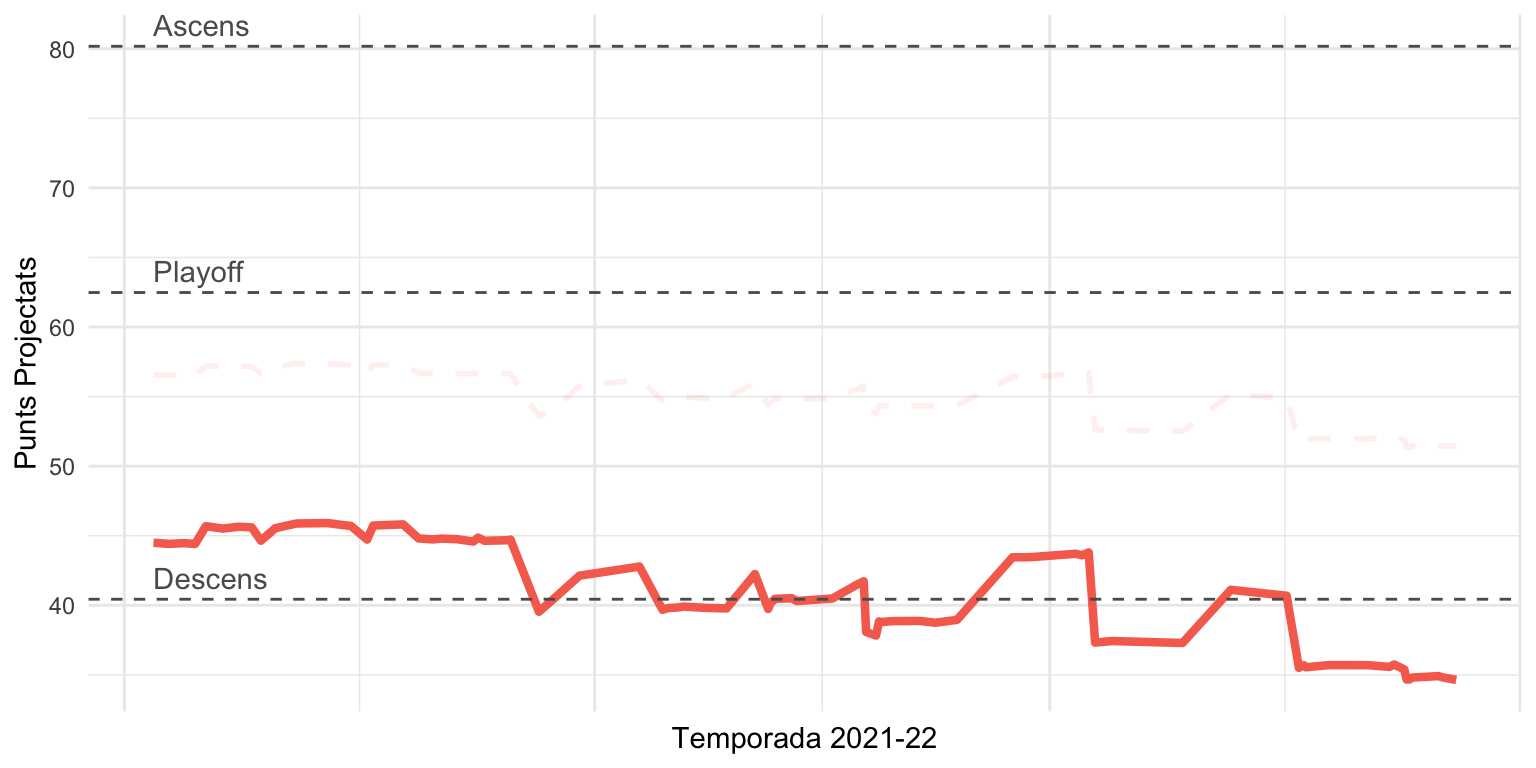 Ascens
80
70
Playoff
60
50
Descens
40
Punts Projectats
Temporada 2021-22